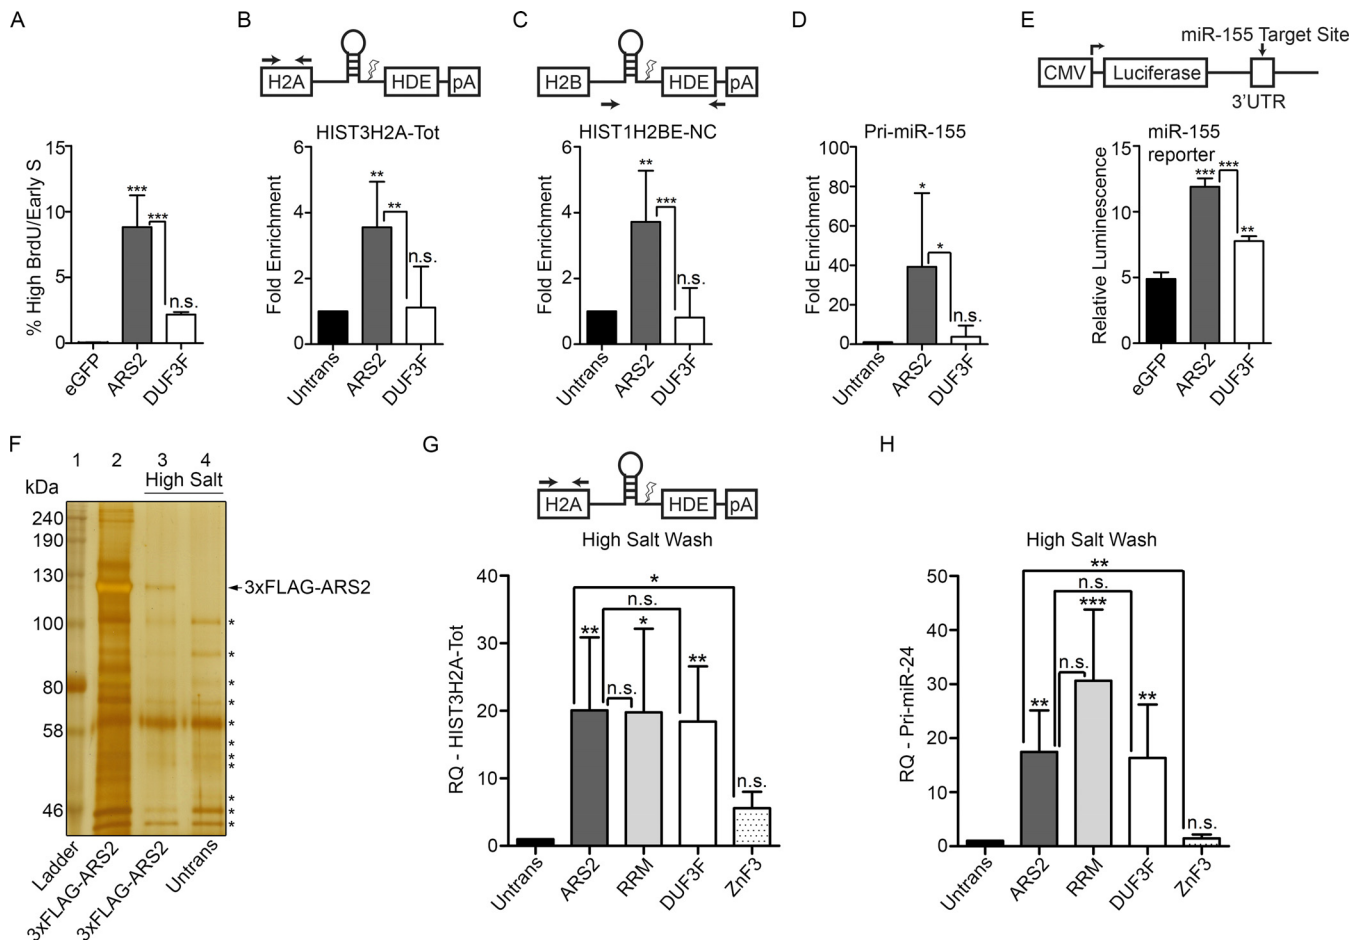 A
% High BrdU/Early S
15
10
5
0
***
***
n.s.
eGFP
ARS2
DUF3F
B
H2A
HDE
pA
HIST3H2A-Tot
Fold Enrichment
6
4
2
0
**
**
n.s.
Untrans
ARS2
DUF3F
C
H2B
HDE
pA
HIST1H2BE-NC
Fold Enrichment
6
4
2
0
**
***
n.s.
Untrans
ARS2
DUF3F
D
Pri-miR-155
Fold Enrichment
100
80
60
40
20
0
*
*
n.s.
Untrans
ARS2
DUF3F
E
miR-155 Target Site
CMV
Luciferase
3'UTR
miR-155
reporter
Relative Luminescence
15
10
5
0
***
***
**
eGFP
ARS2
DUF3F
F
1 2 3 4
High Salt
kDa
240
190
130
100
80
58
46
3xFLAG-ARS2
*
*
*
*
*
*
*
*
*
*
*
Ladder
3xFLAG-ARS2
3xFLAG-ARS2
Untrans
G
H2A
HDE
pA
High Salt Wash
RQ - HIST3H2A-Tot
40
30
20
10
0
*
n.s.
**
*
**
n.s.
n.s.
Untrans
ARS2
RRM
DUF3F
ZnF3
H
High Salt Wash
RQ - Pri-miR-24
50
40
30
20
10
0
**
n.s.
***
n.s.
**
**
n.s.
Untrans
ARS2
RRM
DUF3F
ZnF3